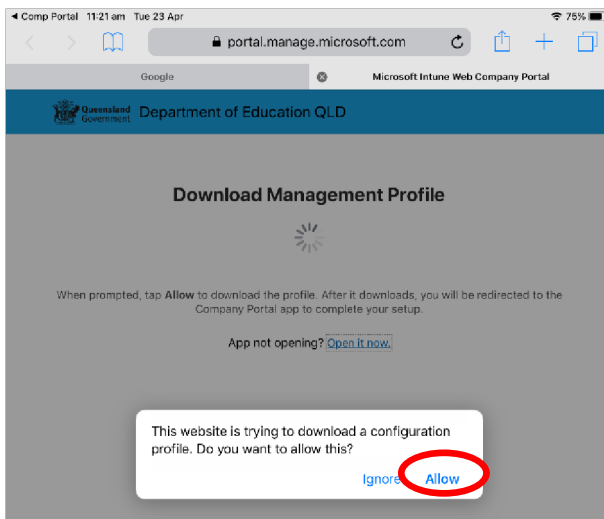 Comp Portal 11:21 am Tue 23 Apr 75%
portal.manage.microsoft.com
Google Microsoft Intune Web Company Portal
Queensland
Government
Department of Education QLD
Download Management Profile
When prompted, tap Allow to download the profile. After it downloads, you will be redirected to the
Company Portal app to complete your setup.
App not opening? Open it now.
This website is trying to download a configuration
profile. Do you want to allow this?
Ignore Allow